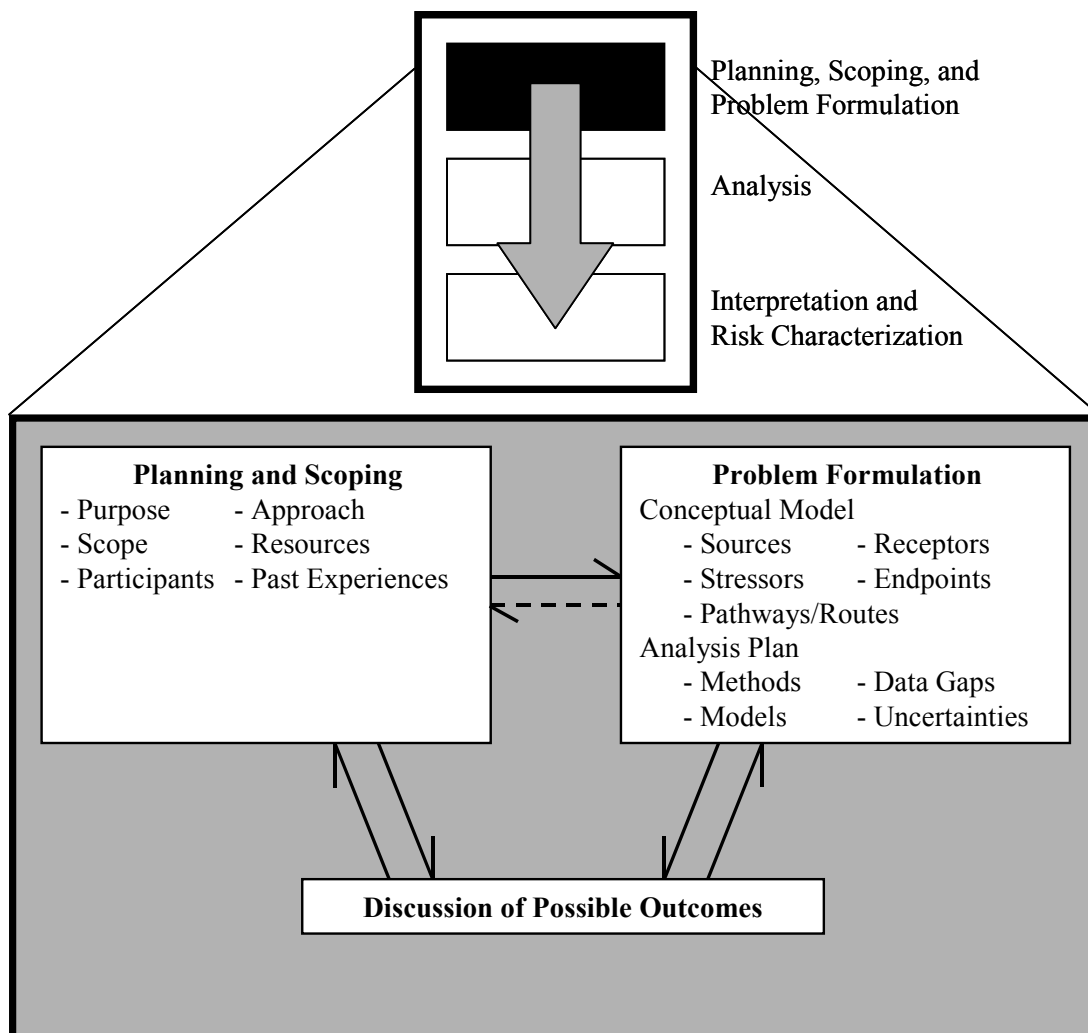 Planning, Scoping, and
Problem Formulation
Analysis
Interpretation and
Risk Characterization
Planning and Scoping
- Purpose - Approach
- Scope - Resources
- Participants - Past Experiences
Problem Formulation
Conceptual Model
- Sources - Receptors
- Stressors - Endpoints
- Pathways/Routes
Analysis Plan
- Methods - Data Gaps
- Models - Uncertainties
Discussion of Possible Outcomes